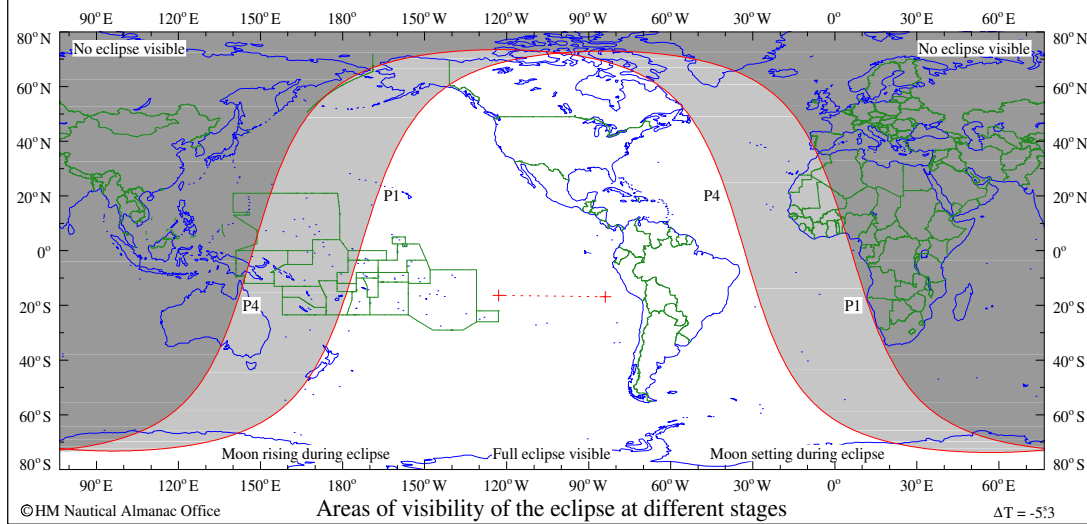 80° N
60° N
40° N
20° N
0°
20° S
40° S
60° S
80° S
No eclipse visible
No eclipse visible
80° N
60° N
40° N
20° N
0°
20° S
40° S
60° S
80° S
P1
P4
P4
P1
Moon rising during eclipse
Full eclipse visible
Moon setting during eclipse
90° E
120° E
150° E
180° E
150° W
120° W
90° W
60° W
30° W
0°
30° E
60° E
90° E
120° E
150° E
180° E
150° W
120° W
90° W
60° W
30° W
0°
30° E
60° E
©HM Nautical Almanac Office
Areas of visibility of the eclipse at different stages
ΔT = -5ˢ.3